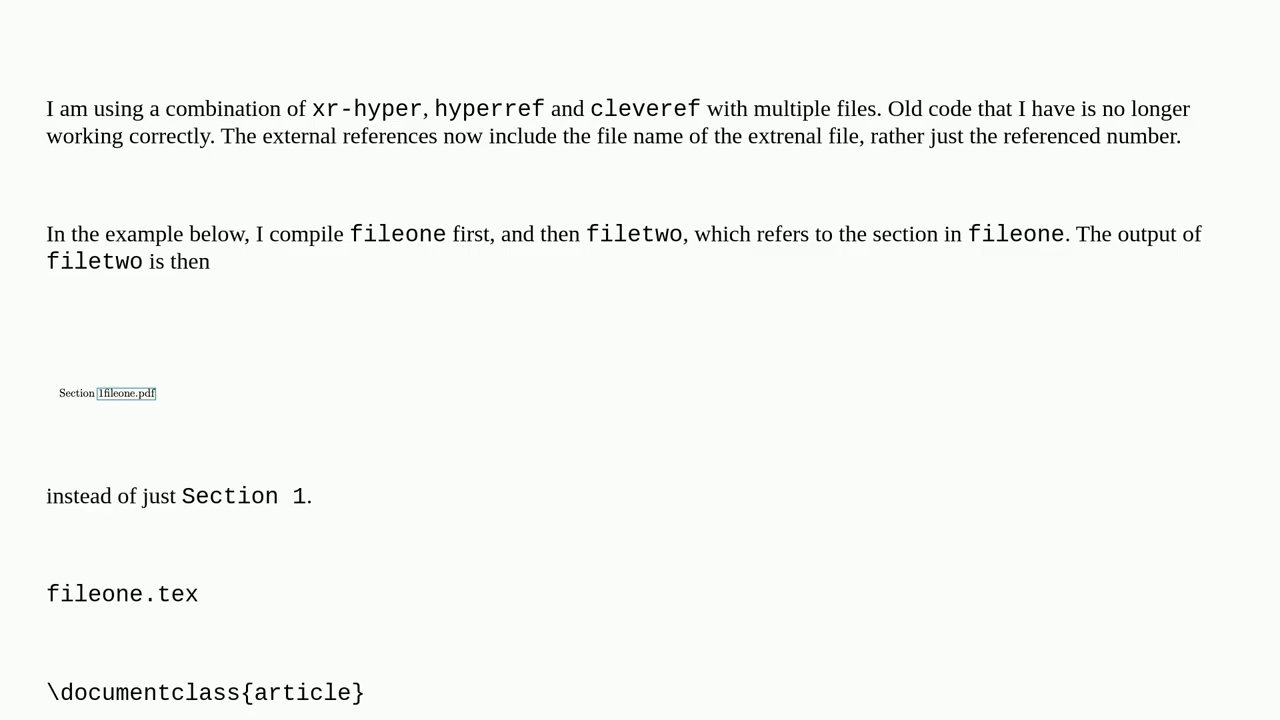 I am using a combination of xr-hyper, hyperref and cleveref with multiple files. Old code that I have is no longer
working correctly. The external references now include the file name of the extrenal file, rather just the referenced number.
In the example below, I compile fileone first, and then filetwo, which refers to the section in fileone. The output of
filetwo is then
Section 1fileone.pdf
instead of just Section 1.
fileone.tex
\documentclass{article}